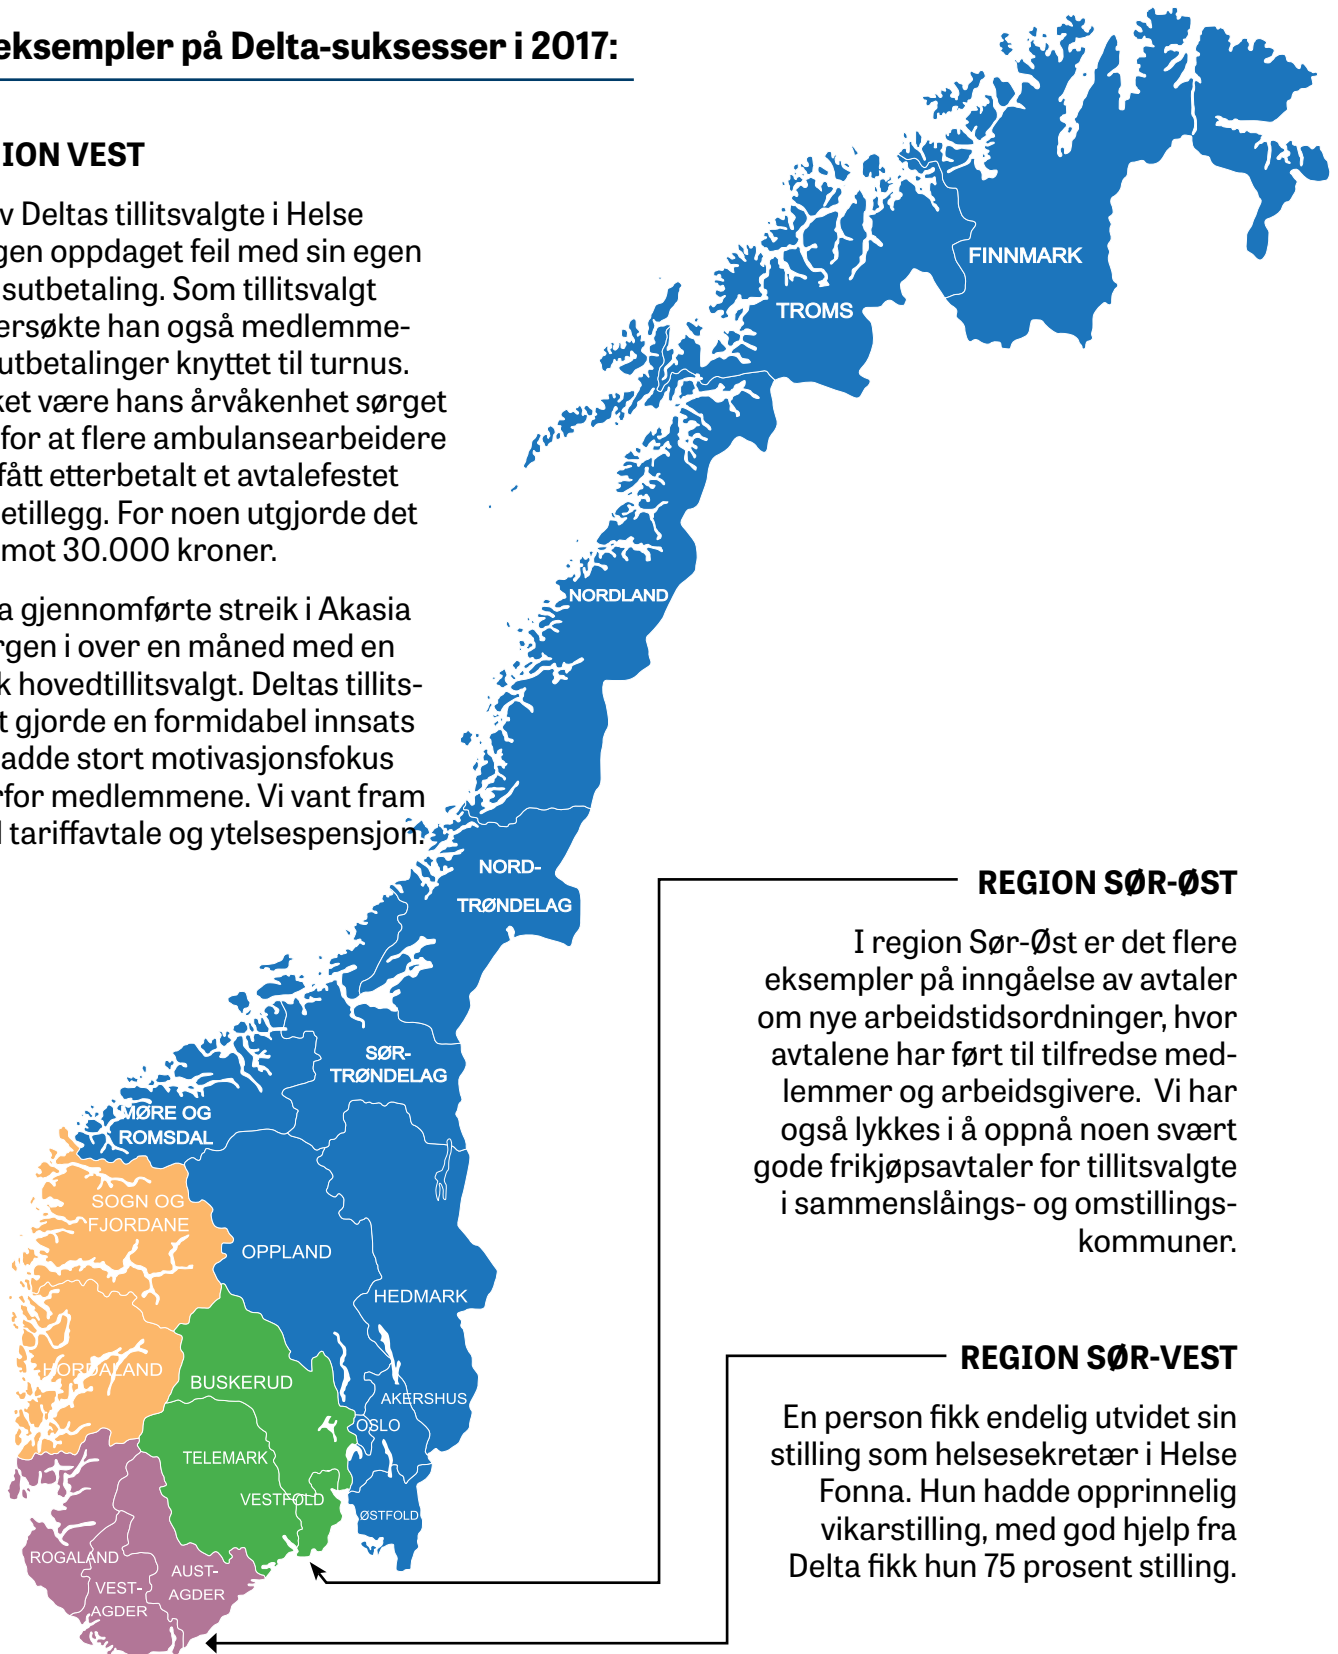 eksempler på Delta-suksesser i 2017:
ION VEST
v Deltas tillitsvalgte i Helse
gen oppdaget feil med sin egen
sutbetaling. Som tillitsvalgt
ersøkte han også medlemme-
utbetalinger knyttet til turnus.
ket være hans årvåkenhet sørget
for at flere ambulansearbeidere
fått etterbetalt et avtalefestet
etillegg. For noen utgjorde det
mot 30.000 kroner.
a gjennomførte streik i Akasia
rgen i over en måned med en
k hovedtillitsvalgt. Deltas tillits-
t gjorde en formidabel innsats
adde stort motivasjonsfokus
rfor medlemmene. Vi vant fram
l tariffavtale og ytelsespensjon.
FINNMARK
TROMS
NORDLAND
NORD-
TRØNDELAG
SØR-
TRØNDELAG
MØRE OG
ROMSDAL
SOGN OG
FJORDANE
OPPLAND
HEDMARK
HORDALAND
BUSKERUD
AKERSHUS
OSLO
TELEMARK
VESTFOLD
ØSTFOLD
ROGALAND
VEST-
AGDER
AUST-
AGDER
REGION SØR-ØST
I region Sør-Øst er det flere
eksempler på inngåelse av avtaler
om nye arbeidstidsordninger, hvor
avtalene har ført til tilfredse med-
lemmer og arbeidsgivere.  Vi har
også lykkes i å oppnå noen svært
gode frikjøpsavtaler for tillitsvalgte
i sammenslåings- og omstillings-
kommuner.
REGION SØR-VEST
En person fikk endelig utvidet sin
stilling som helsesekretær i Helse
Fonna. Hun hadde opprinnelig
vikarstilling, med god hjelp fra
Delta fikk hun 75 prosent stilling.